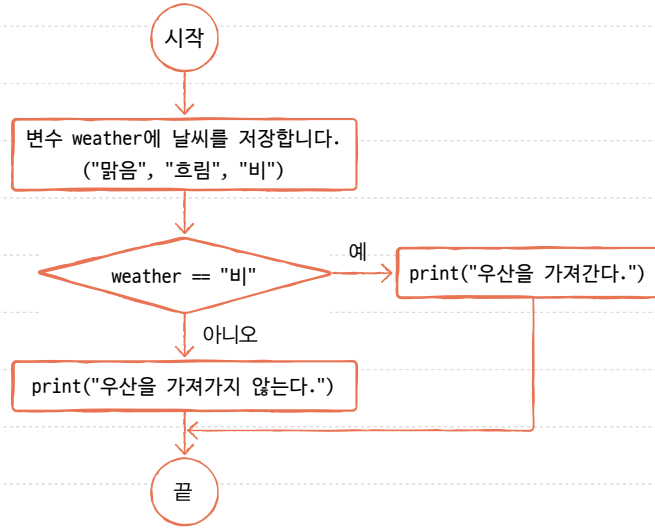 시작
변수 weather에 날씨를 저장합니다.
("맑음", "흐림", "비")
weather == "비"
예
print("우산을 가져간다.")
아니오
print("우산을 가져가지 않는다.")
끝